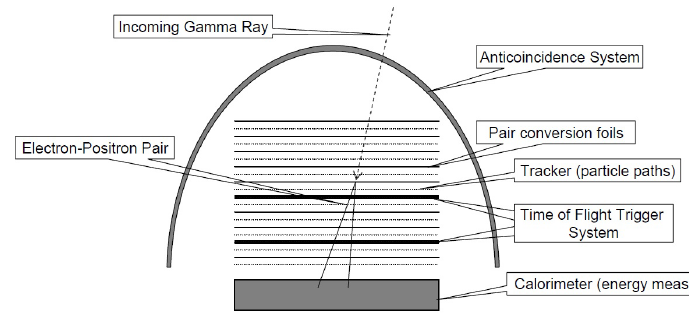 Incoming Gamma Ray
Anticoincidence System
Pair conversion foils
Electron-Positron Pair
Tracker (particle paths)
Time of Flight Trigger
System
Calorimeter (energy meas